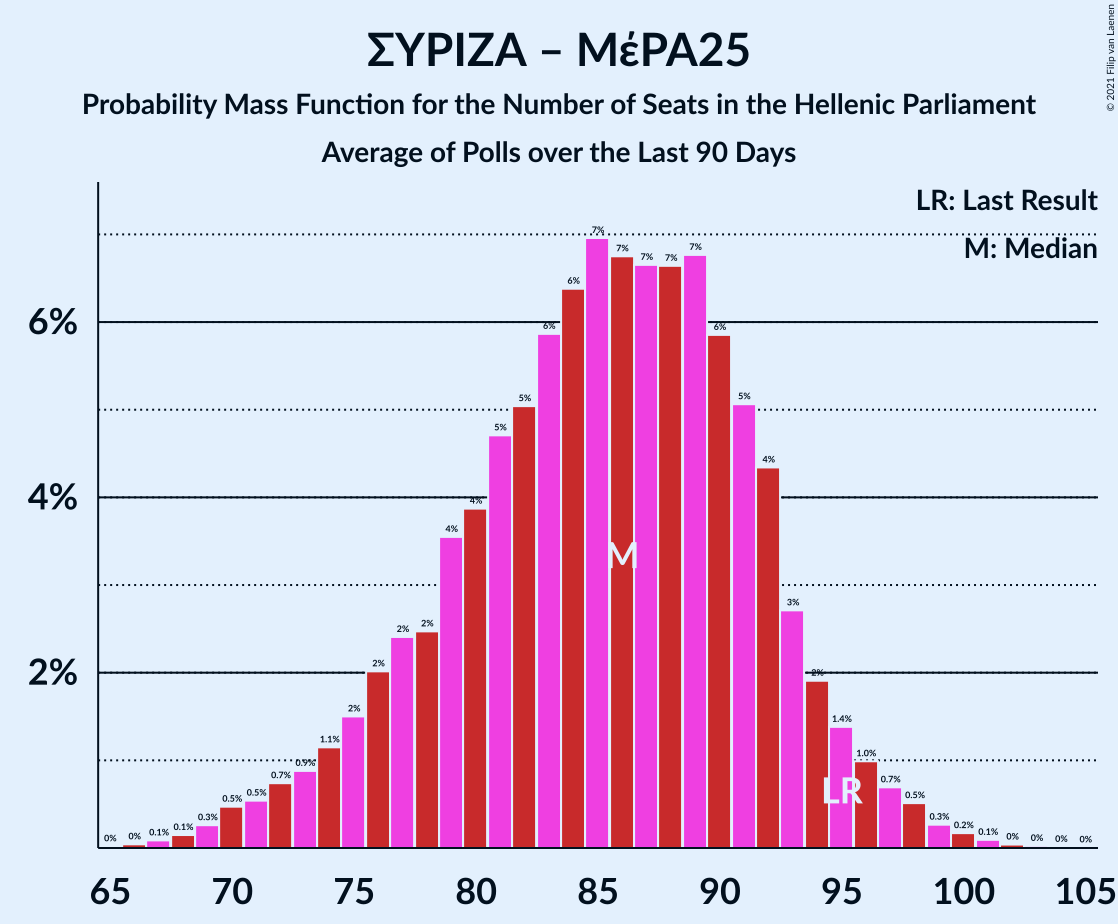 ΣΥΡΙΖΑ – ΜέΡΑ25
Probability Mass Function for the Number of Seats in the Hellenic Parliament
Average of Polls over the Last 90 Days
© 2021 Filip van Laenen
LR: Last Result
M: Median
6%
4%
2%
0% 0% 0.1% 0.1% 0.3% 0.5% 0.5% 0.7% 0.9% 1.1% 2% 2% 2% 2% 4% 4% 5% 5% 6% 6% 7% 7% 7% 7% 7% 6% 5% 4% 3% 2% 1.4% 1.0% 0.7% 0.5% 0.3% 0.2% 0.1% 0% 0% 0% 0%
M
LR
65 70 75 80 85 90 95 100 105